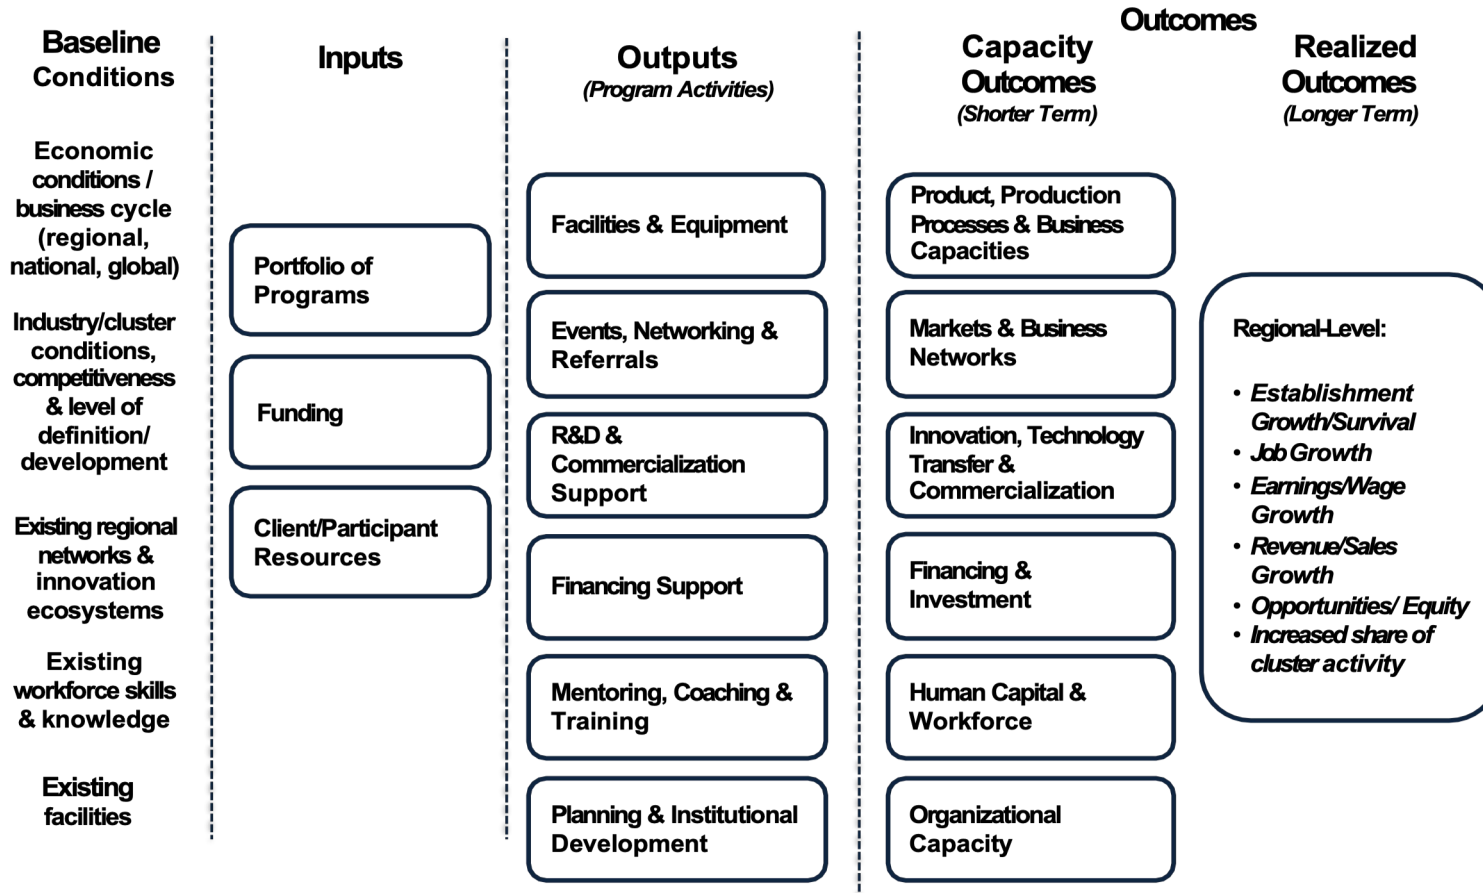 Baseline
Conditions
Economic
conditions /
business cycle
(regional,
national, global)
Industry/cluster
conditions,
competitiveness
& level of
definition/
development
Existing regional
networks &
innovation
ecosystems
Existing
workforce skills
& knowledge
Existing
facilities
Inputs
Portfolio of
Programs
Funding
Client/Participant
Resources
Outputs
(Program Activities)
Facilities & Equipment
Events, Networking &
Referrals
R&D &
Commercialization
Support
Financing Support
Mentoring, Coaching &
Training
Planning & Institutional
Development
Outcomes
Capacity
Outcomes
(Shorter Term)
Product, Production
Processes & Business
Capacities
Markets & Business
Networks
Innovation, Technology
Transfer &
Commercialization
Financing &
Investment
Human Capital &
Workforce
Organizational
Capacity
Realized
Outcomes
(Longer Term)
Regional-Level:
• Establishment
Growth/Survival
• Job Growth
• Earnings/Wage
Growth
• Revenue/Sales
Growth
• Opportunities/ Equity
• Increased share of
cluster activity